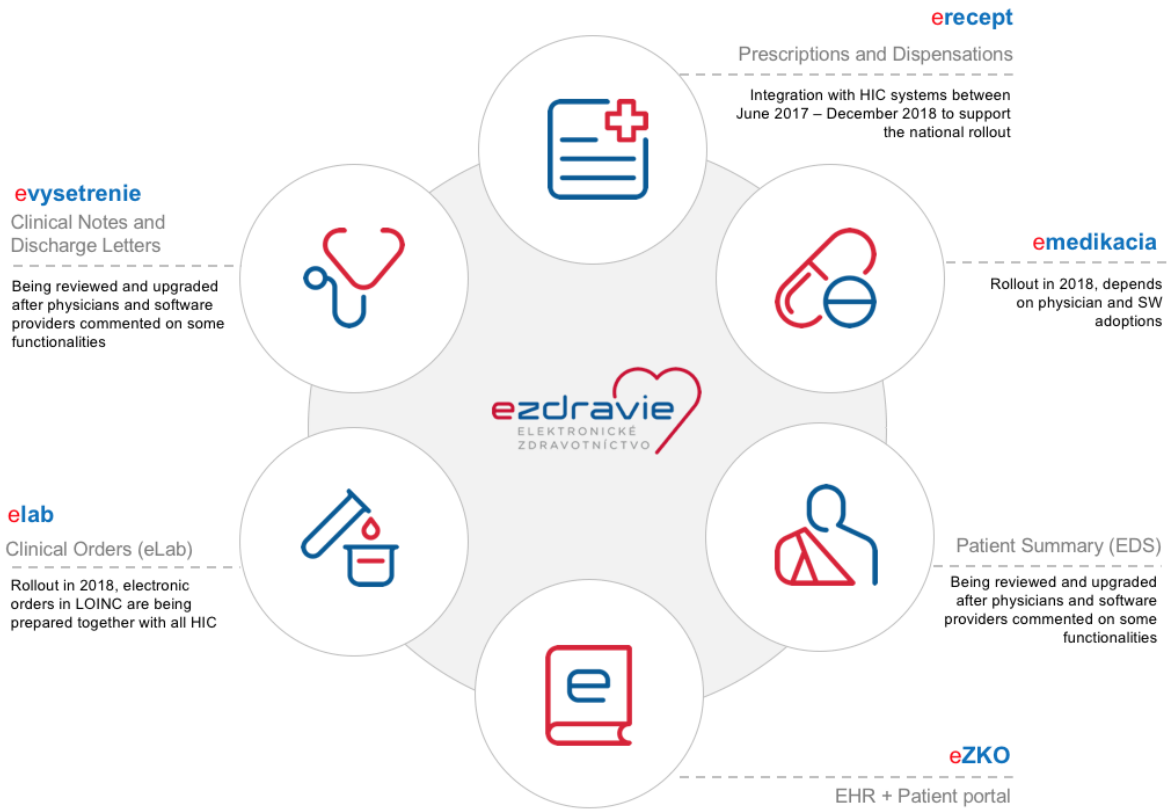 erecept
Prescriptions and Dispensations
Integration with HIC systems between
June 2017 – December 2018 to support
the national rollout
evysetrenie
Clinical Notes and
Discharge Letters
Being reviewed and upgraded
after physicians and software
providers commented on some
functionalities
emedikacia
Rollout in 2018, depends
on physician and SW
adoptions
ezdravie
ELEKTRONICKÉ
ZDRAVOTNÍCTVO
elab
Clinical Orders (eLab)
Rollout in 2018, electronic
orders in LOINC are being
prepared together with all HIC
Patient Summary (EDS)
Being reviewed and upgraded
after physicians and software
providers commented on some
functionalities
e
eZKO
EHR + Patient portal